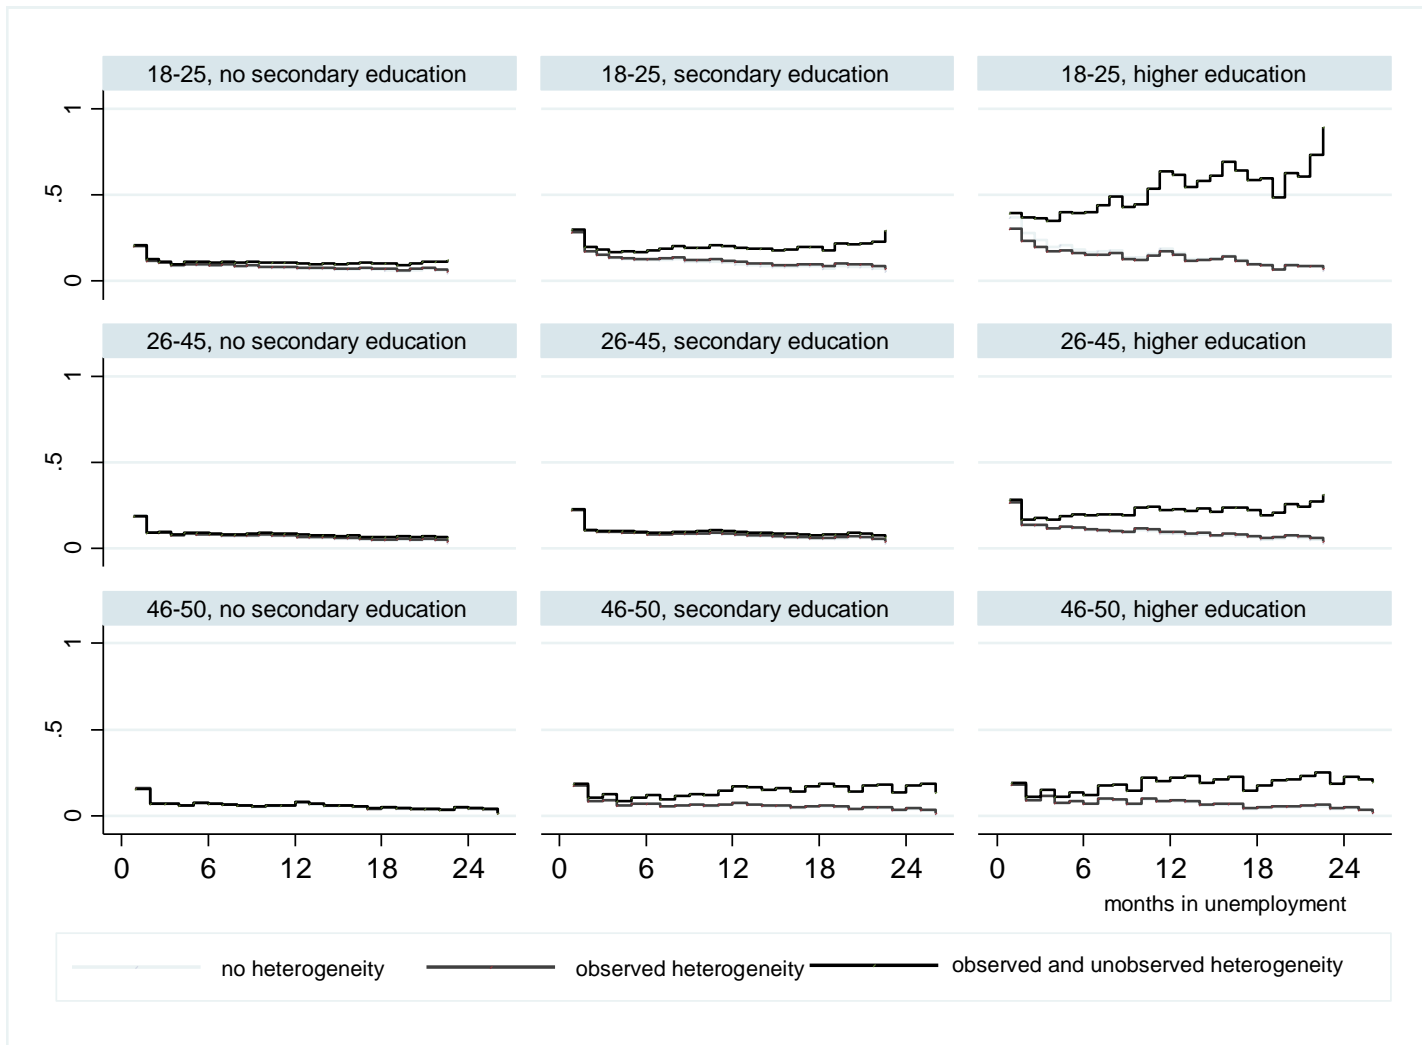 18-25, no secondary education
18-25, secondary education
18-25, higher education
1
.5
0
26-45, no secondary education
26-45, secondary education
26-45, higher education
1
.5
0
46-50, no secondary education
46-50, secondary education
46-50, higher education
1
.5
0
0 6 12 18 24
0 6 12 18 24
0 6 12 18 24
months in unemployment
no heterogeneity
observed heterogeneity
observed and unobserved heterogeneity